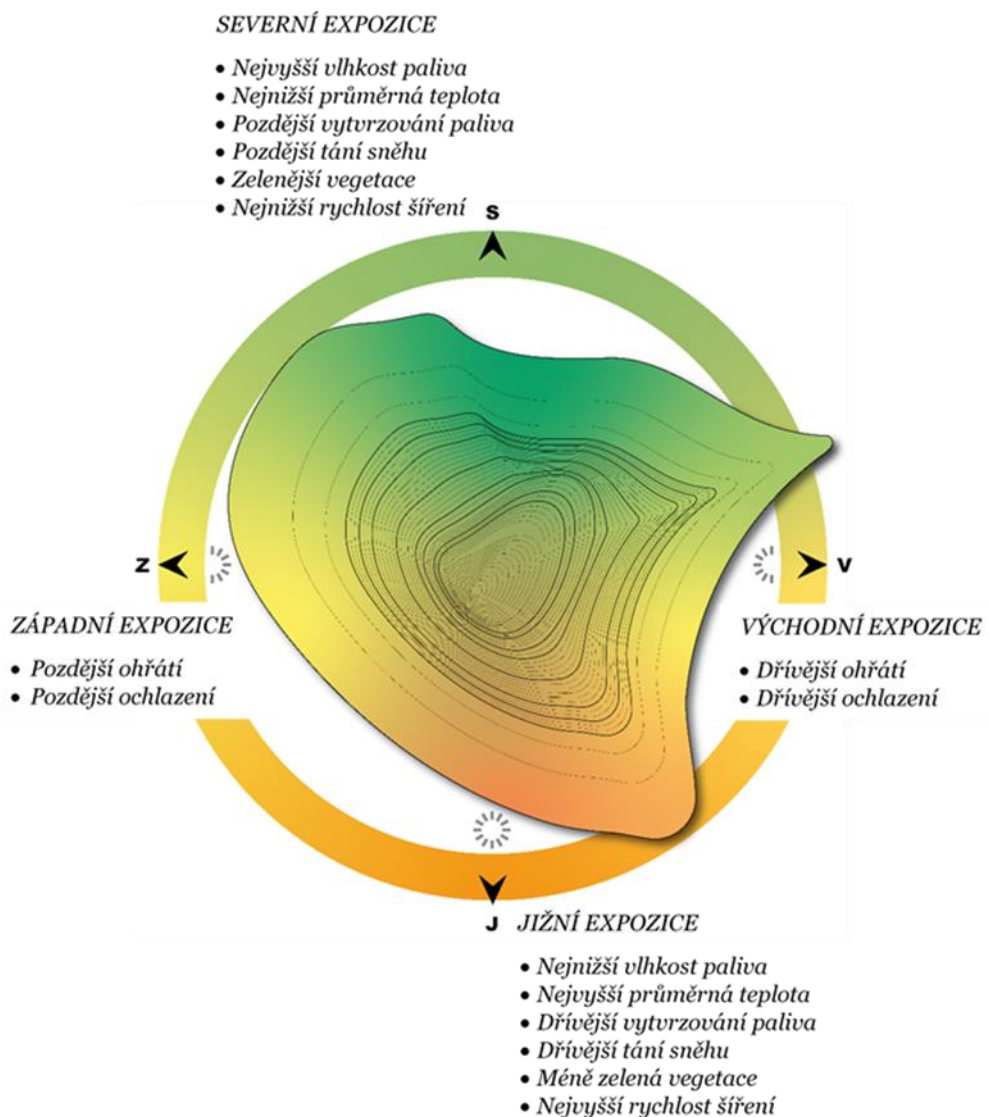 SEVERNÍ EXPOZICE
• Nejvyšší vlhkost paliva
• Nejnižší průměrná teplota
• Pozdější vytvrzování paliva
• Pozdější tání sněhu
• Zelenější vegetace
• Nejnižší rychlost šíření
S
Z
V
ZÁPADNÍ EXPOZICE
• Pozdější ohřátí
• Pozdější ochlazení
VÝCHODNÍ EXPOZICE
• Dřívější ohřátí
• Dřívější ochlazení
J
JIŽNÍ EXPOZICE
• Nejnižší vlhkost paliva
• Nejvyšší průměrná teplota
• Dřívější vytvrzování paliva
• Dřívější tání sněhu
• Méně zelená vegetace
• Nejvyšší rychlost šíření